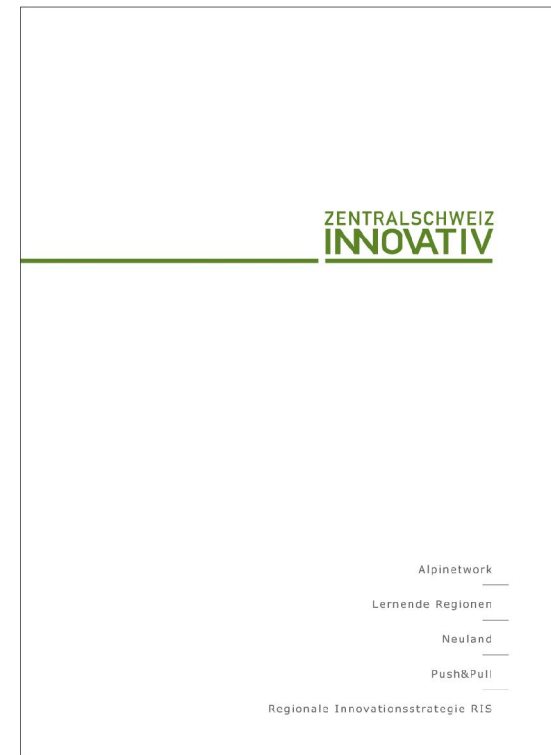 ZENTRALSCHWEIZ
INNOVATIV
Alpinetwork
Lernende Regionen
Neuland
Push&Pull
Regionale Innovationsstrategie RIS